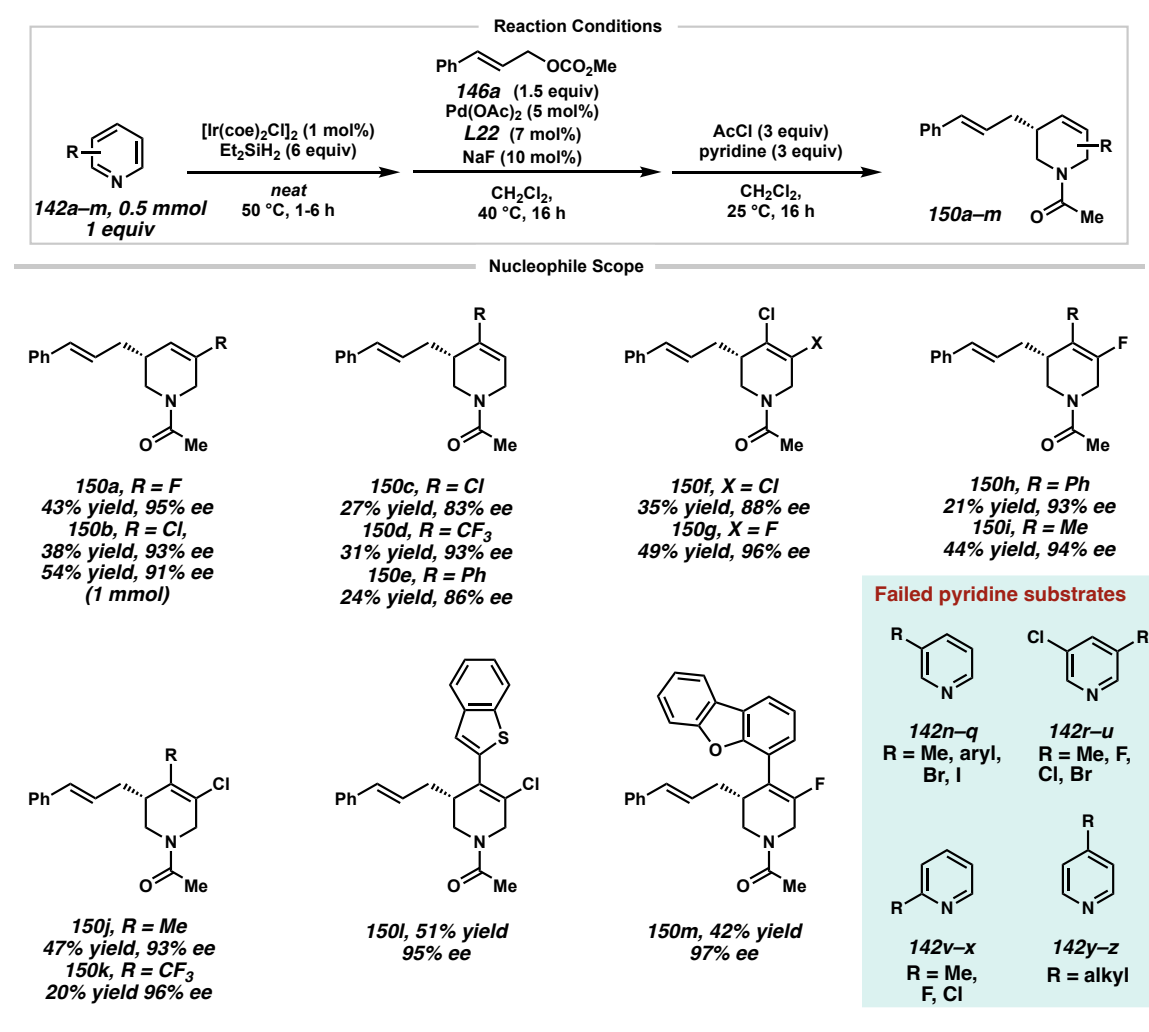 Reaction Conditions
Ph
OCO2Me
146a (1.5 equiv)
Pd(OAc)2 (5 mol%)
L22 (7 mol%)
NaF (10 mol%)
CH2Cl2,
40 °C, 16 h
R
N
142a–m, 0.5 mmol
1 equiv
[Ir(coe)2Cl]2 (1 mol%)
Et2SiH2 (6 equiv)
neat
50 °C, 1-6 h
AcCl (3 equiv)
pyridine (3 equiv)
CH2Cl2,
25 °C, 16 h
Ph
R
N
O
Me
150a–m
Nucleophile Scope
Ph
R
N
O
Me
150a, R = F
43% yield, 95% ee
150b, R = Cl,
38% yield, 93% ee
54% yield, 91% ee
(1 mmol)
R
Ph
N
O
Me
150c, R = Cl
27% yield, 83% ee
150d, R = CF3
31% yield, 93% ee
150e, R = Ph
24% yield, 86% ee
Cl
X
Ph
N
O
Me
150f, X = Cl
35% yield, 88% ee
150g, X = F
49% yield, 96% ee
R
F
Ph
N
O
Me
150h, R = Ph
21% yield, 93% ee
150i, R = Me
44% yield, 94% ee
R
Cl
Ph
N
O
Me
150j, R = Me
47% yield, 93% ee
150k, R = CF3
20% yield 96% ee
S
Cl
Ph
N
O
Me
150l, 51% yield
95% ee
O
F
Ph
N
O
Me
150m, 42% yield
97% ee
Failed pyridine substrates
R
N
142n–q
R = Me, aryl,
Br, I
Cl
R
N
142r–u
R = Me, F,
Cl, Br
R
N
142v–x
R = Me,
F, Cl
R
N
142y–z
R = alkyl